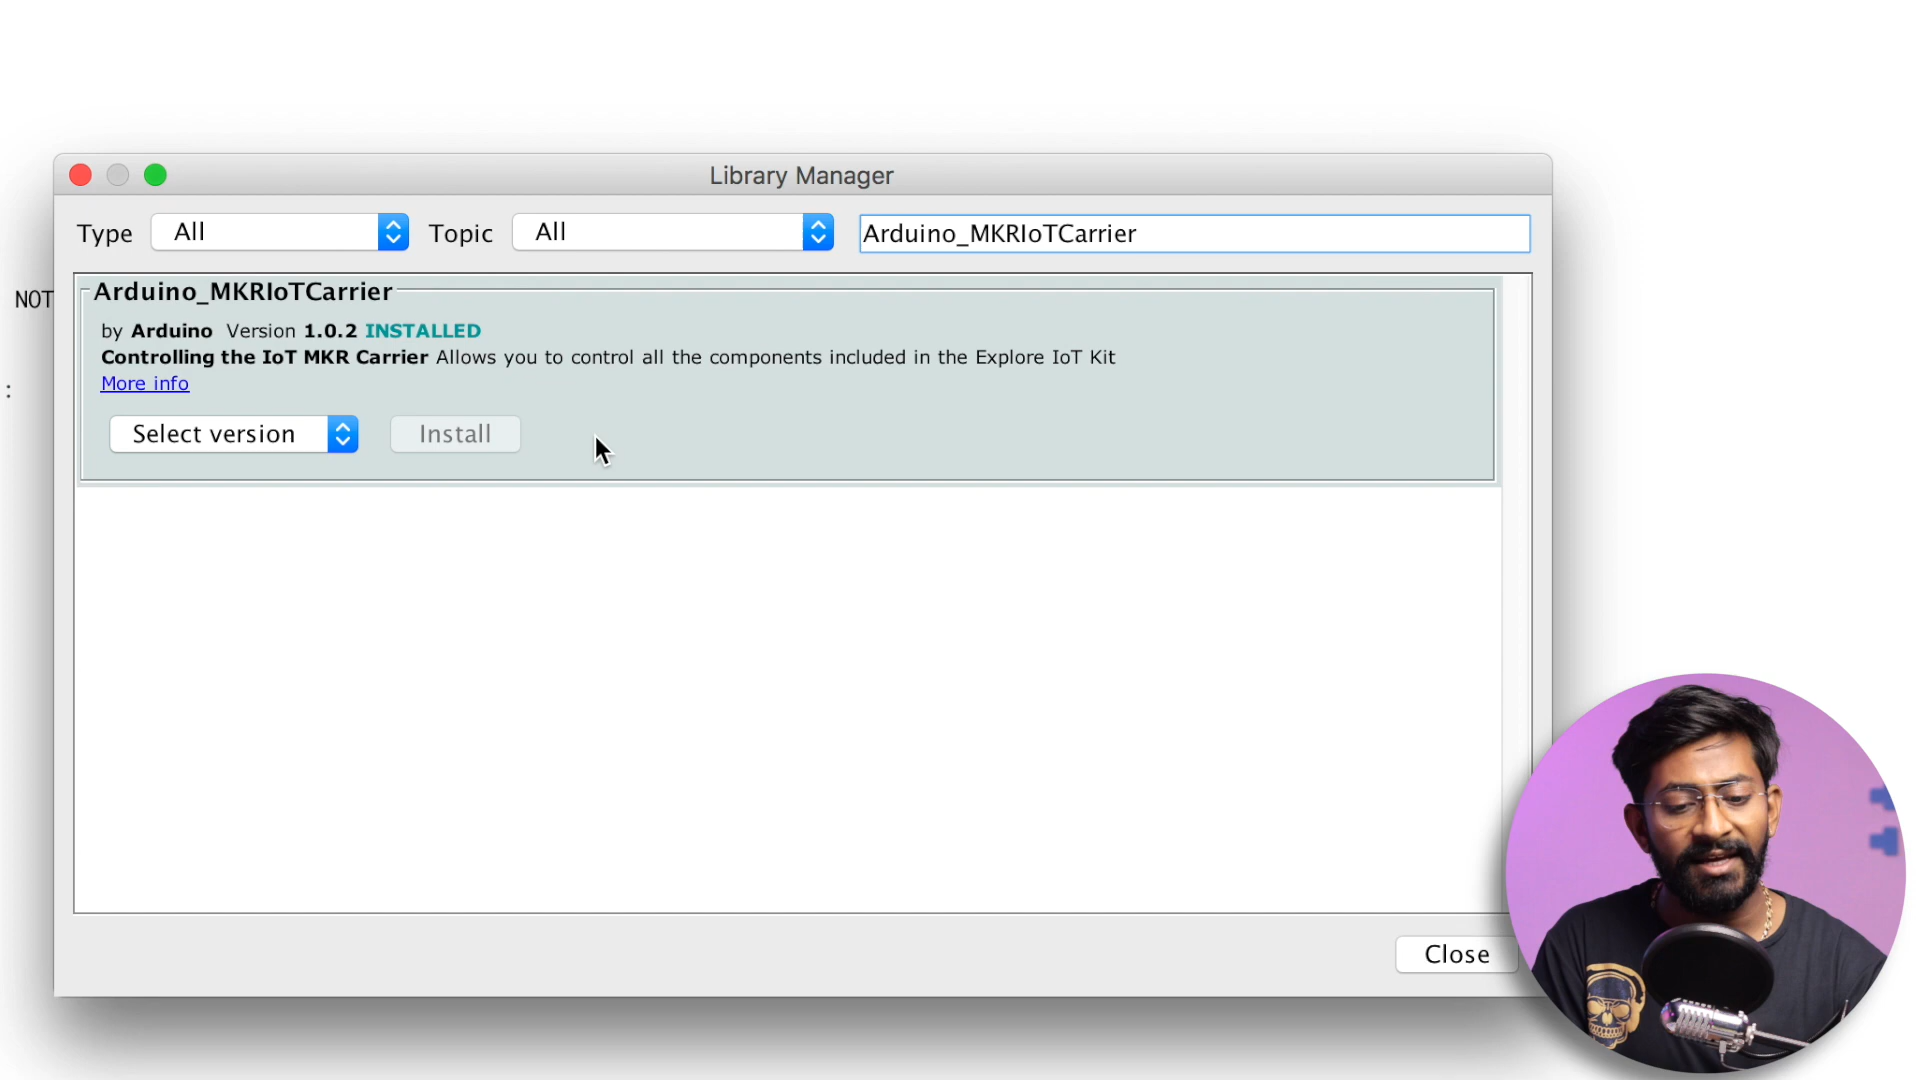 Library Manager
Type All Topic All Arduino_MKRIoTCarrier
NOT
Arduino_MKRIoTCarrier
by Arduino Version 1.0.2 INSTALLED
Controlling the IoT MKR Carrier Allows you to control all the components included in the Explore IoT Kit
More info
:
Select version Install
Close